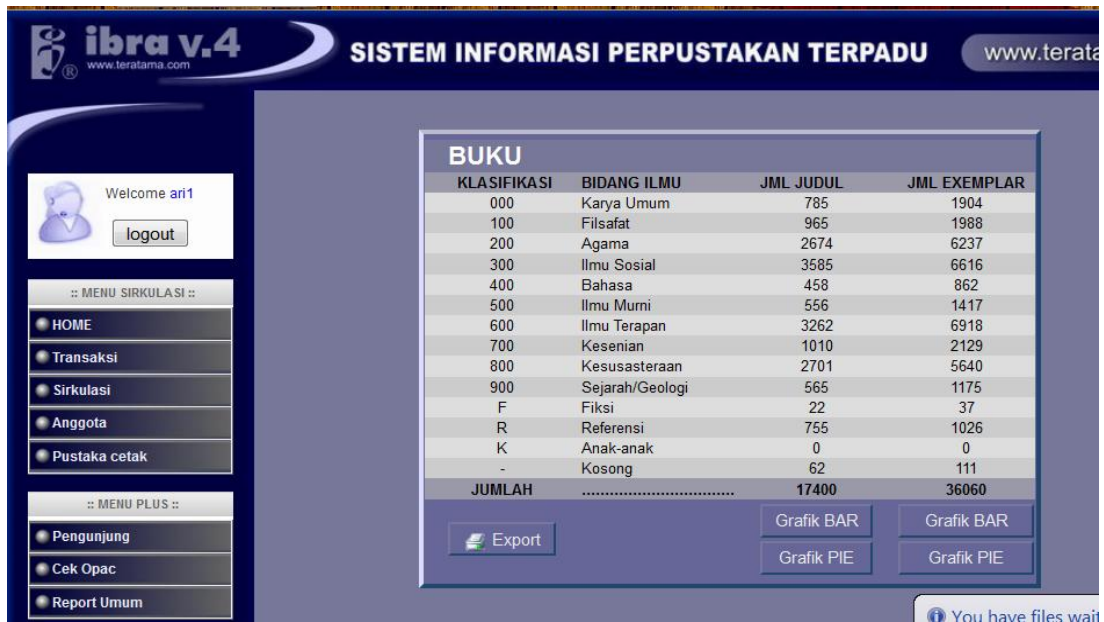 ibra v.4
www.teratama.com
®
SISTEM INFORMASI PERPUSTAKAN TERPADU
Welcome ari1
logout
:: MENU SIRKULASI ::
HOME
Transaksi
Sirkulasi
Anggota
Pustaka cetak
:: MENU PLUS ::
Pengunjung
Cek Opac
Report Umum
BUKU
KLASIFIKASI BIDANG ILMU JML JUDUL JML EXEMPLAR
000 Karya Umum 785 1904
100 Filsafat 965 1988
200 Agama 2674 6237
300 Ilmu Sosial 3585 6616
400 Bahasa 458 862
500 Ilmu Murni 556 1417
600 Ilmu Terapan 3262 6918
700 Kesenian 1010 2129
800 Kesusasteraan 2701 5640
900 Sejarah/Geologi 565 1175
F Fiksi 22 37
R Referensi 755 1026
K Anak-anak 0 0
- Kosong 62 111
JUMLAH ................................. 17400 36060
Export
Grafik BAR Grafik BAR
Grafik PIE Grafik PIE
You have files